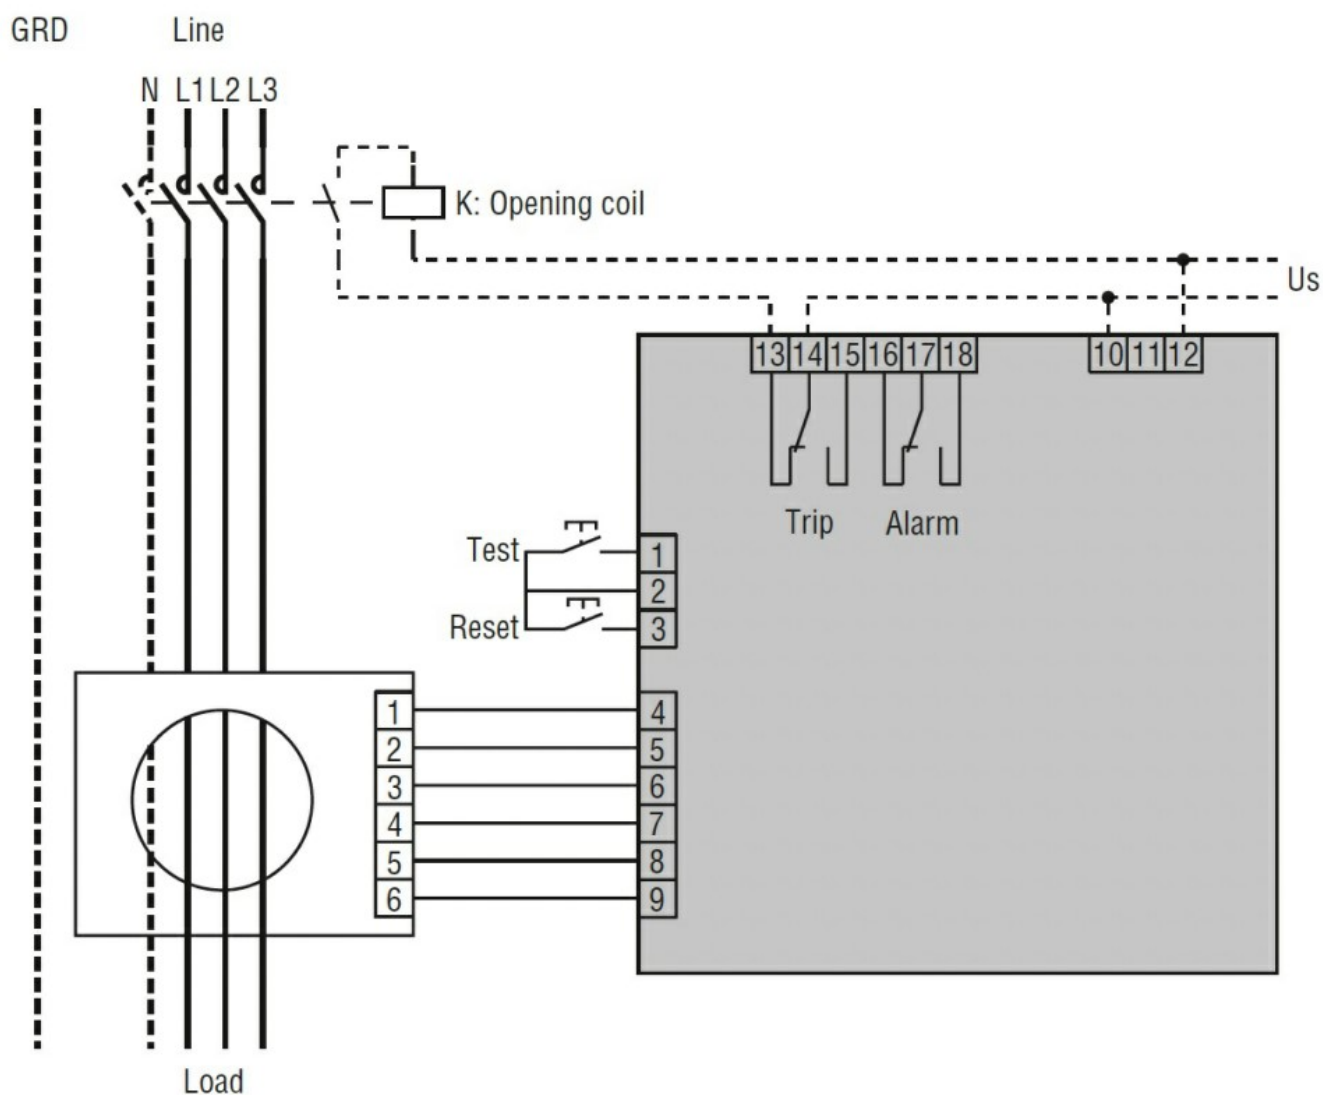 GRD Line
N L1 L2 L3
K: Opening coil
Us
13 14 15 16 17 18 10 11 12
Trip Alarm
Test 1
2
Reset 3
1 4
2 5
3 6
4 7
5 8
6 9
Load